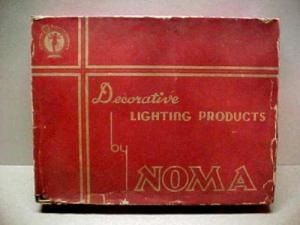 Decorative
LIGHTING PRODUCTS
by
NOMA